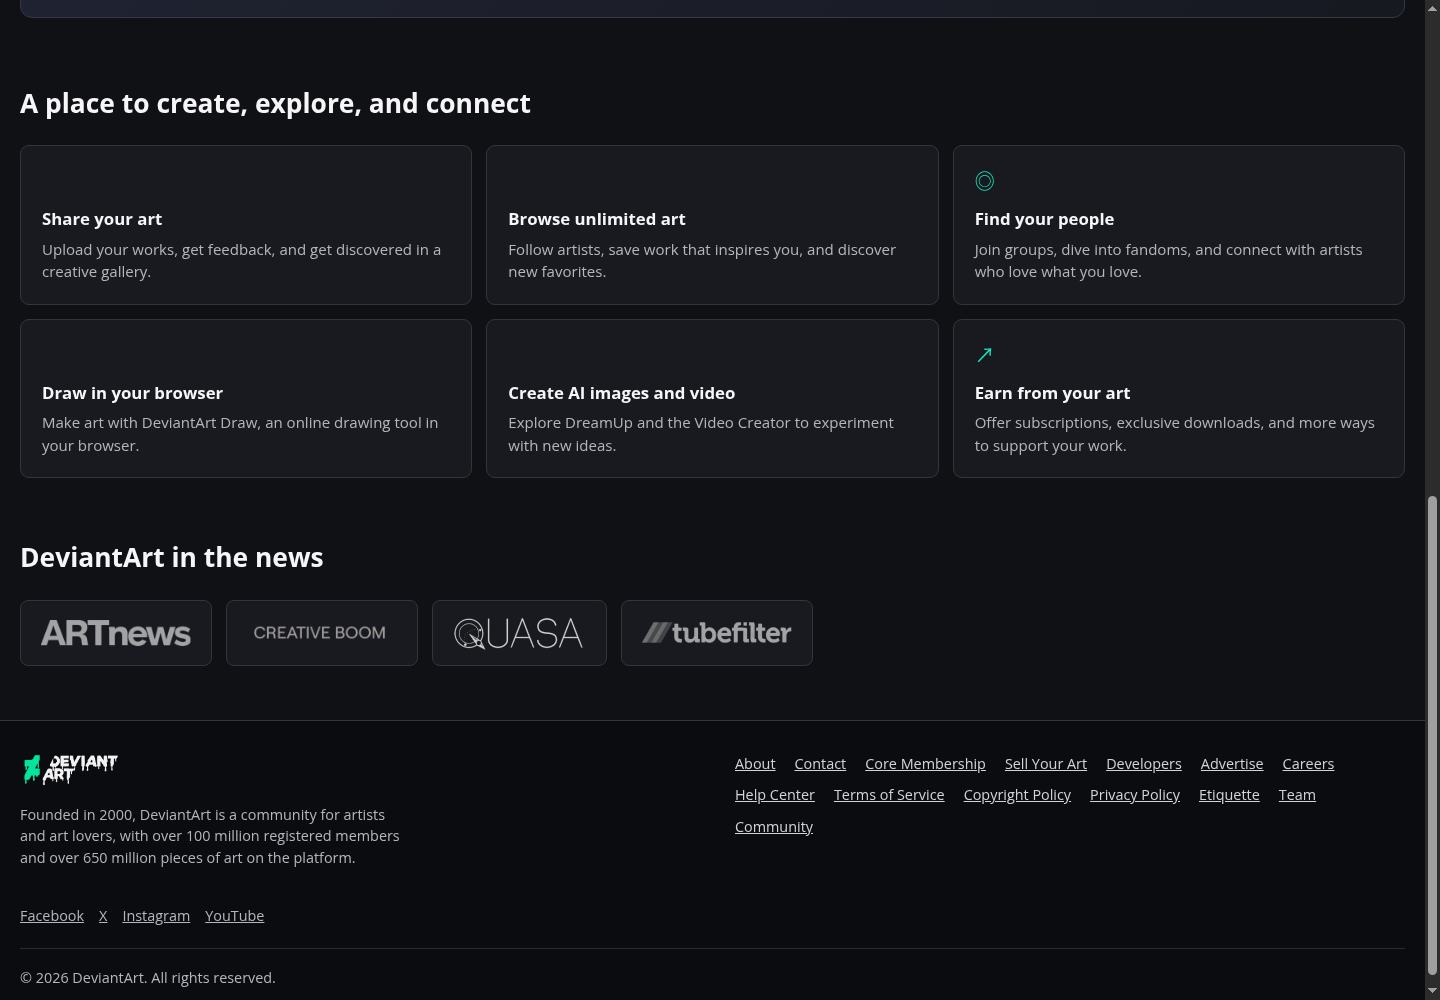 A place to create, explore, and connect
Share your art
Upload your works, get feedback, and get discovered in a
creative gallery.
Browse unlimited art
Follow artists, save work that inspires you, and discover
new favorites.
Find your people
Join groups, dive into fandoms, and connect with artists
who love what you love.
Draw in your browser
Make art with DeviantArt Draw, an online drawing tool in
your browser.
Create AI images and video
Explore DreamUp and the Video Creator to experiment
with new ideas.
Earn from your art
Offer subscriptions, exclusive downloads, and more ways
to support your work.
DeviantArt in the news
ARTnews
CREATIVE BOOM
QUASA
tubefilter
DEVIANT
ART
Founded in 2000, DeviantArt is a community for artists
and art lovers, with over 100 million registered members
and over 650 million pieces of art on the platform.
Facebook X Instagram YouTube
About Contact Core Membership Sell Your Art Developers Advertise Careers
Help Center Terms of Service Copyright Policy Privacy Policy Etiquette Team
Community
© 2026 DeviantArt. All rights reserved.